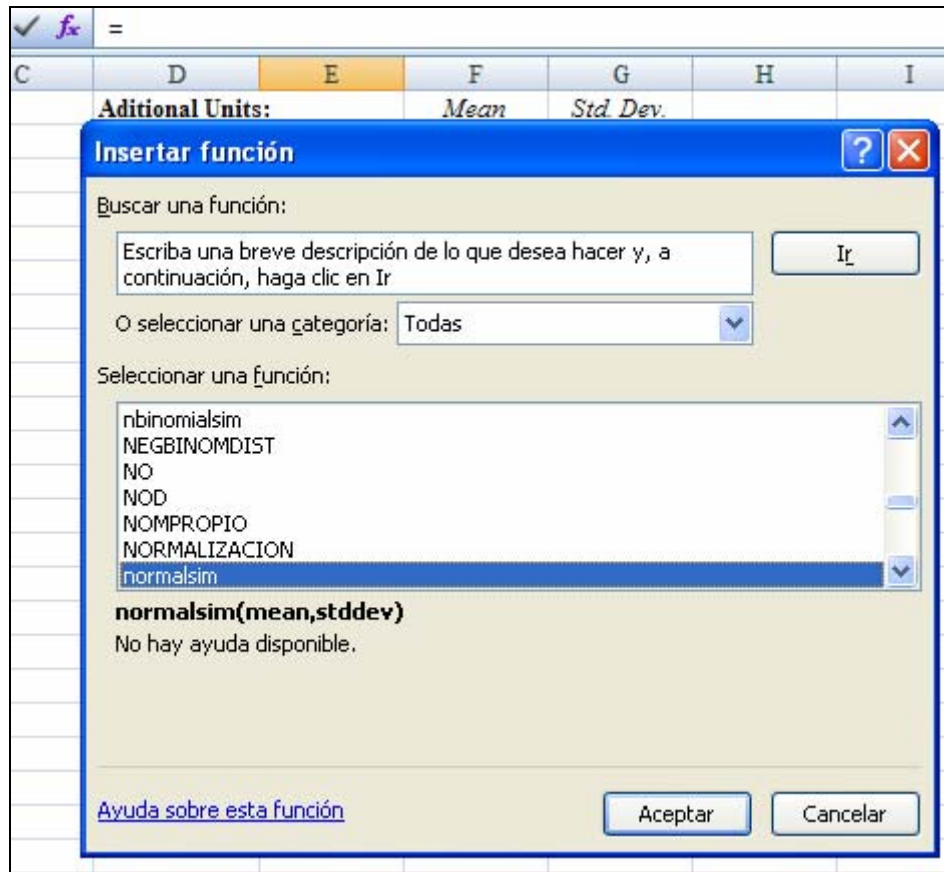 fx =
C D E F G H I
Aditional Units: Mean Std. Dev.
Insertar función
Buscar una función:
Escriba una breve descripción de lo que desea hacer y, a
continuación, haga clic en Ir
Ir
O seleccionar una categoría: Todas
Seleccionar una función:
nbinomialsim
NEGBINOMDIST
NO
NOD
NOMPROPIO
NORMALIZACION
normalsim
normalsim(mean,stddev)
No hay ayuda disponible.
Ayuda sobre esta función
Aceptar
Cancelar